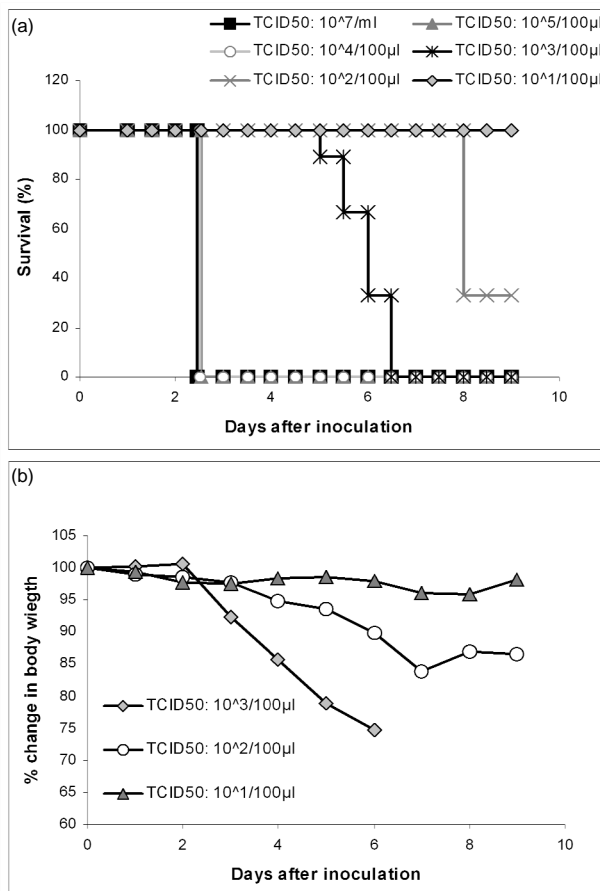 (a)
TCID50: 10^7/ml
TCID50: 10^5/100µl
TCID50: 10^4/100µl
TCID50: 10^3/100µl
TCID50: 10^2/100µl
TCID50: 10^1/100µl
120
100
80
60
40
20
0
Survival (%)
0 2 4 6 8 10
Days after inoculation
(b)
105
100
95
90
85
80
75
70
65
60
% change in body wiegth
TCID50: 10^3/100µl
TCID50: 10^2/100µl
TCID50: 10^1/100µl
0 2 4 6 8 10
Days after inoculation